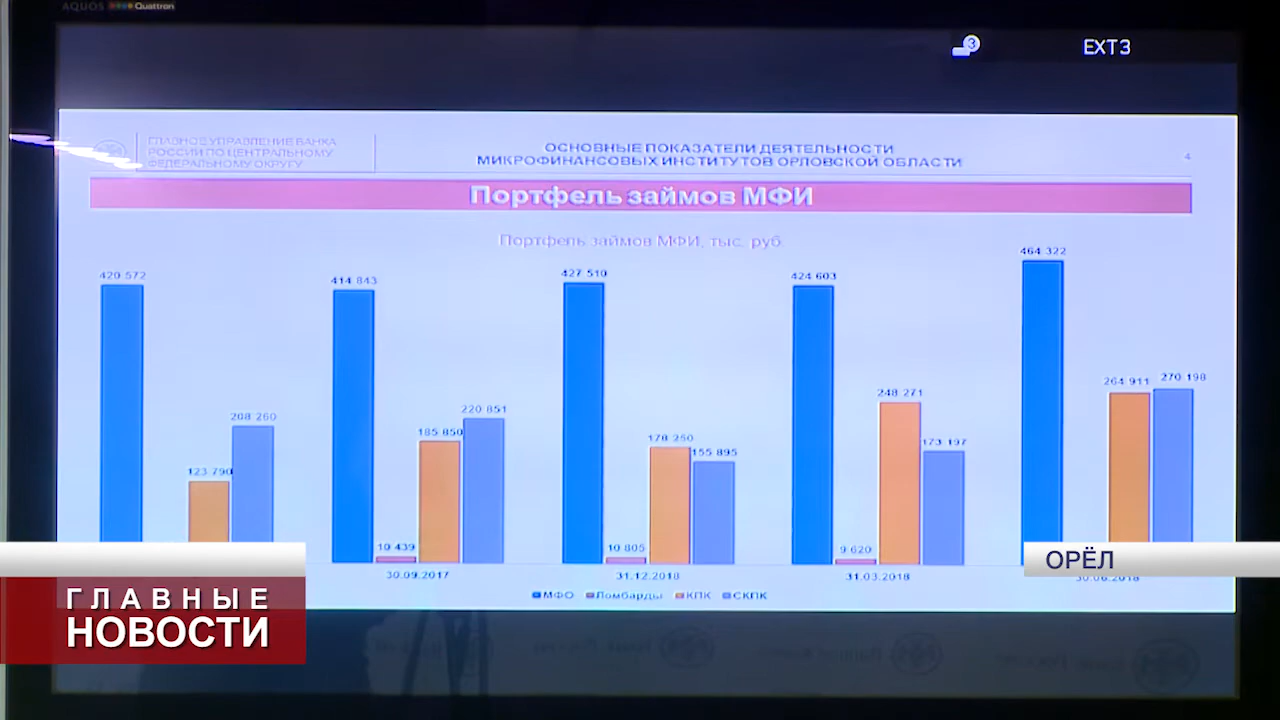 AQUOS Quattron
3 EXT3
ГЛАВНОЕ УПРАВЛЕНИЕ БАНКА
РОССИИ ПО ЦЕНТРАЛЬНОМУ
ФЕДЕРАЛЬНОМУ ОКРУГУ
ОСНОВНЫЕ ПОКАЗАТЕЛИ ДЕЯТЕЛЬНОСТИ
МИКРОФИНАНСОВЫХ ИНСТИТУТОВ ОРЛОВСКОЙ ОБЛАСТИ
4
Портфель займов МФИ
Портфель займов МФИ, тыс. руб
420 572
123 790
208 260
414 843
10 439
185 850
220 851
427 510
10 805
178 250
155 895
424 603
9 620
248 271
173 197
464 322
264 911
270 198
30.09.2017
31.12.2018
31.03.2018
30.06.2018
МФО Ломбарды КПК СКПК
ОРЁЛ
ГЛАВНЫЕ
НОВОСТИ